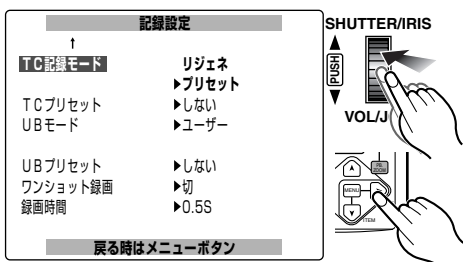 記録設定
↑
TC記録モード リジェネ
▶プリセット
TCプリセット ▶しない
UBモード ▶ユーザー
UBプリセット ▶しない
ワンショット録画 ▶切
録画時間 ▶0.5S
戻る時はメニューボタン
SHUTTER/IRIS
PUSH
VOL/J
PB ZOOM
MENU
ITEM